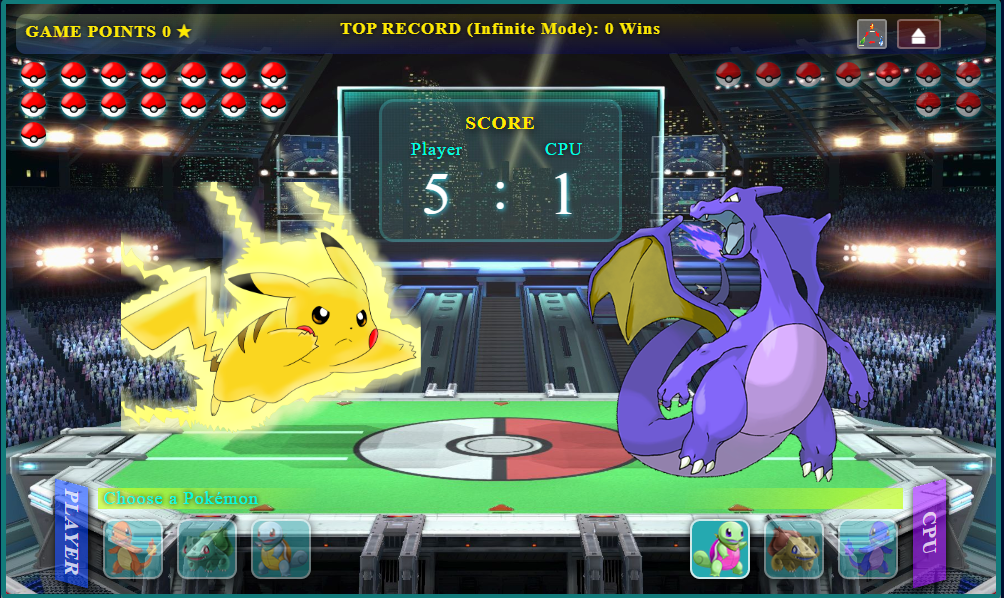 GAME POINTS 0 ★
TOP RECORD (Infinite Mode): 0 Wins
SCORE
Player CPU
5 : 1
Choose a Pokémon
PLAYER
CPU